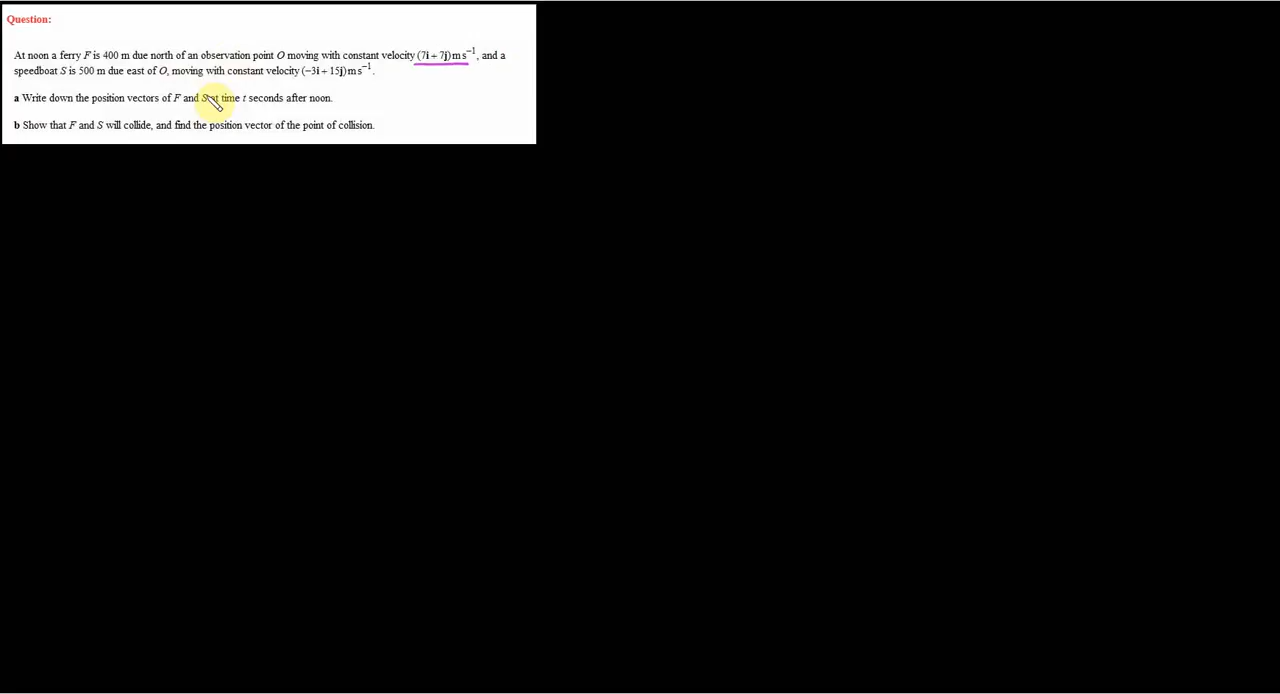 Question:
At noon a ferry F is 400 m due north of an observation point O moving with constant velocity (7i + 7j) m s⁻¹, and a
speedboat S is 500 m due east of O, moving with constant velocity (−3i + 15j) m s⁻¹.
a Write down the position vectors of F and S at time t seconds after noon.
b Show that F and S will collide, and find the position vector of the point of collision.